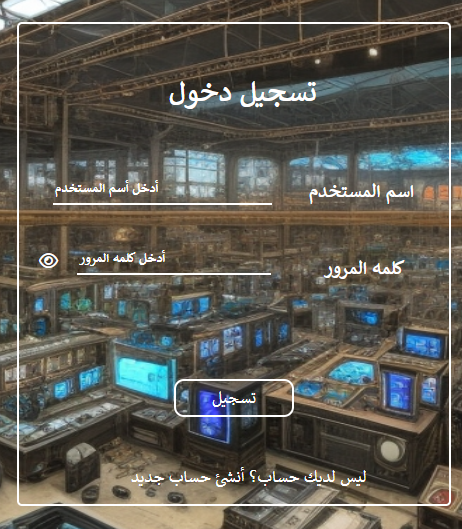 تسجيل دخول
اسم المستخدم أدخل أسم المستخدم
كلمه المرور أدخل كلمه المرور
تسجيل
ليس لديك حساب؟ أنشئ حساب جديد